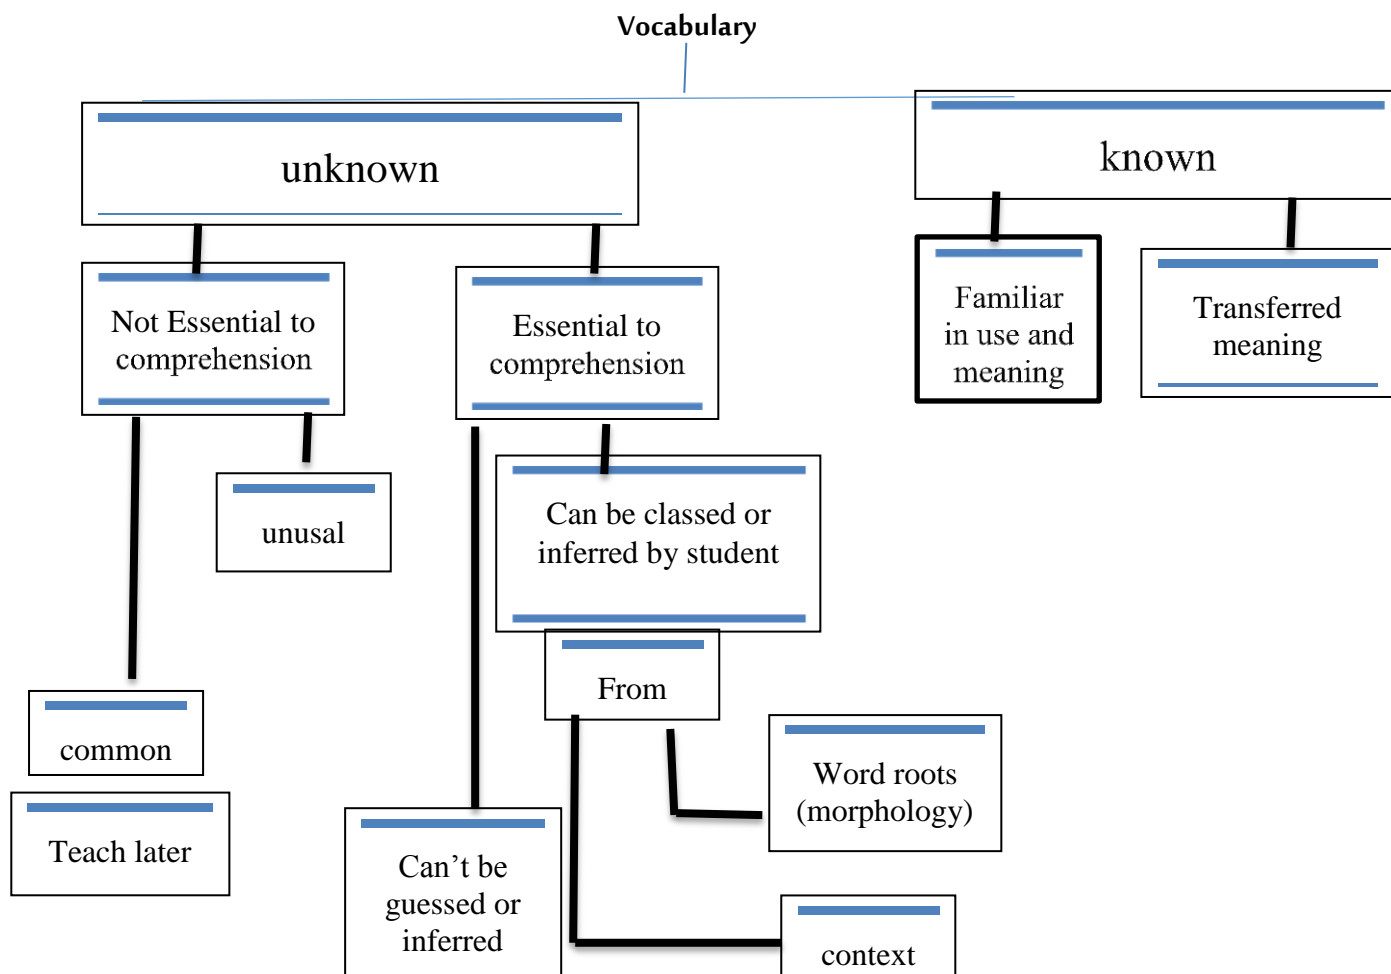 Vocabulary
unknown
known
Not Essential to
comprehension
Essential to
comprehension
Familiar
in use and
meaning
Transferred
meaning
unusal
Can be classed or
inferred by student
From
common
Word roots
(morphology)
Teach later
Can’t be
guessed or
inferred
context